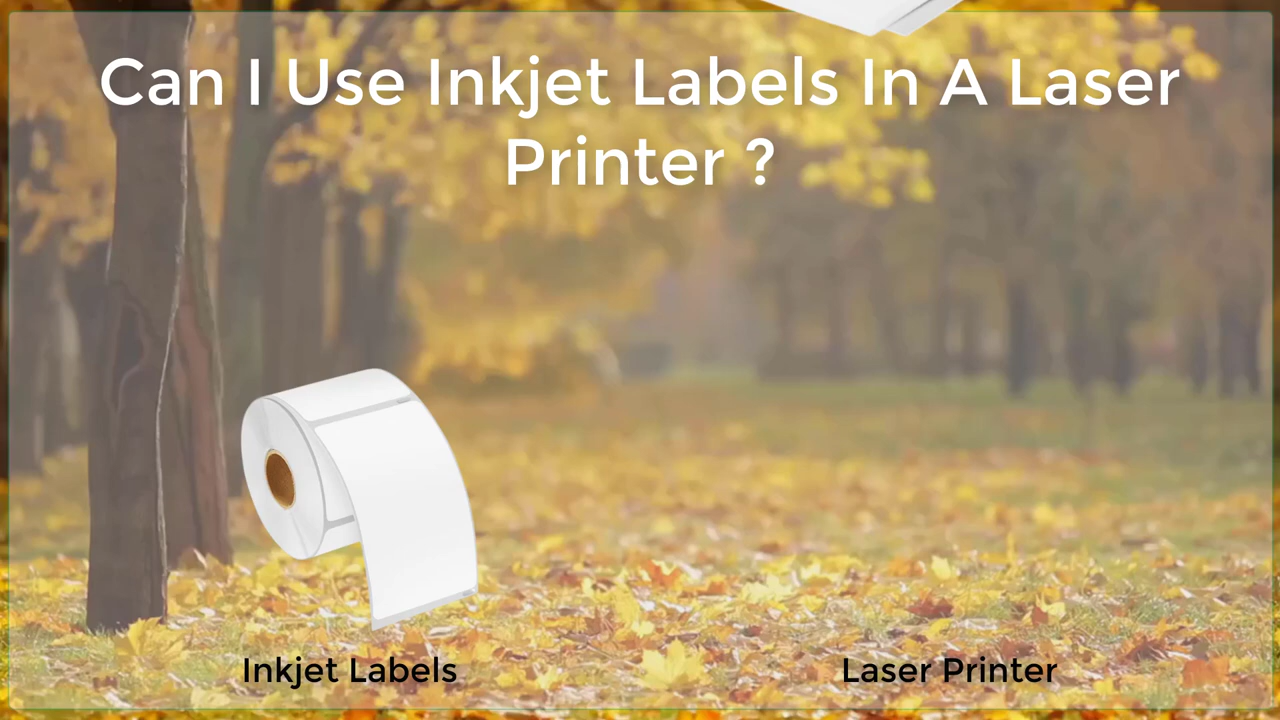 Can I Use Inkjet Labels In A Laser
Printer ?
Inkjet Labels
Laser Printer